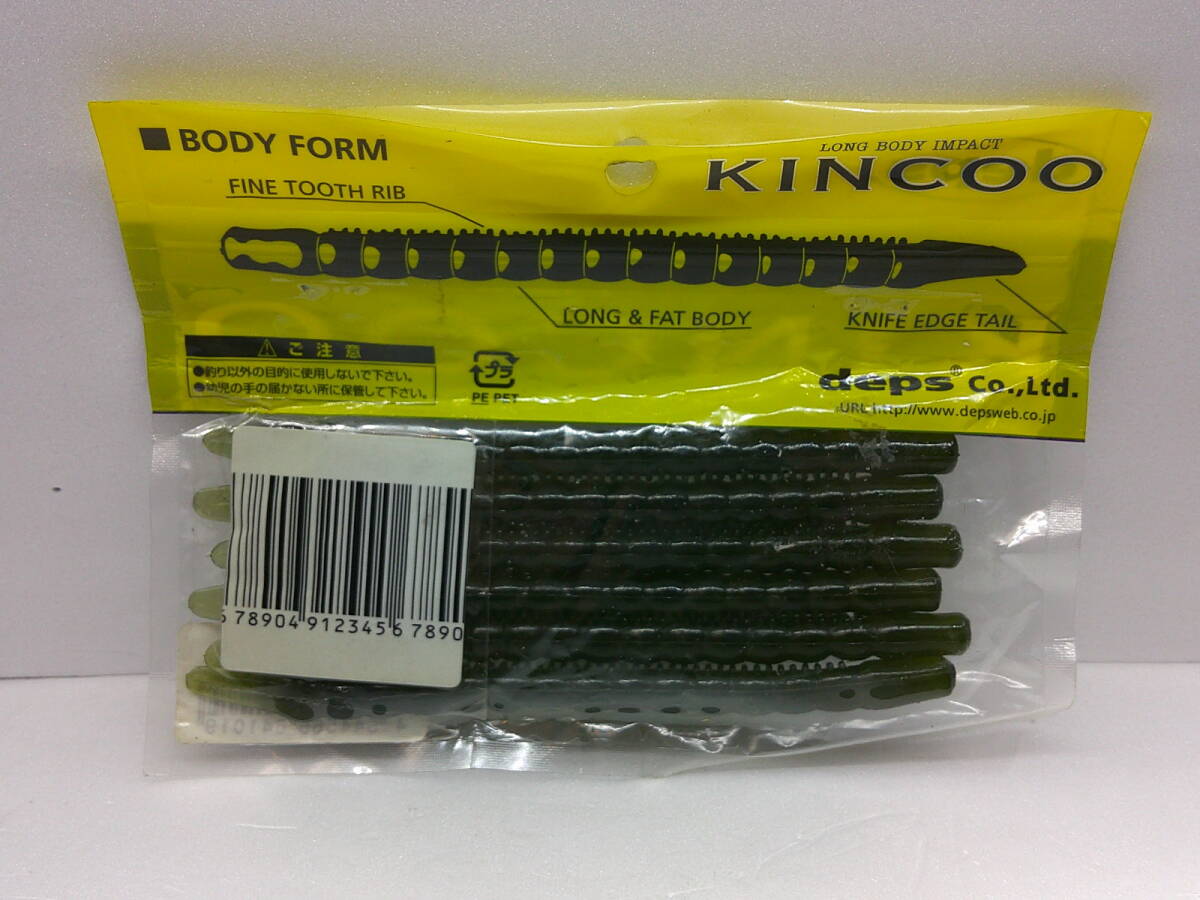 ■ BODY FORM
LONG BODY IMPACT
KINCOO
FINE TOOTH RIB
LONG & FAT BODY
KNIFE EDGE TAIL
⚠ ご注意
●釣り以外の目的に使用しないで下さい。
●幼児の手の届かない所に保管して下さい。
プラ
PE PET
deps® Co.,Ltd.
URL http://www.depsweb.co.jp
6 78904 912345 6 7890